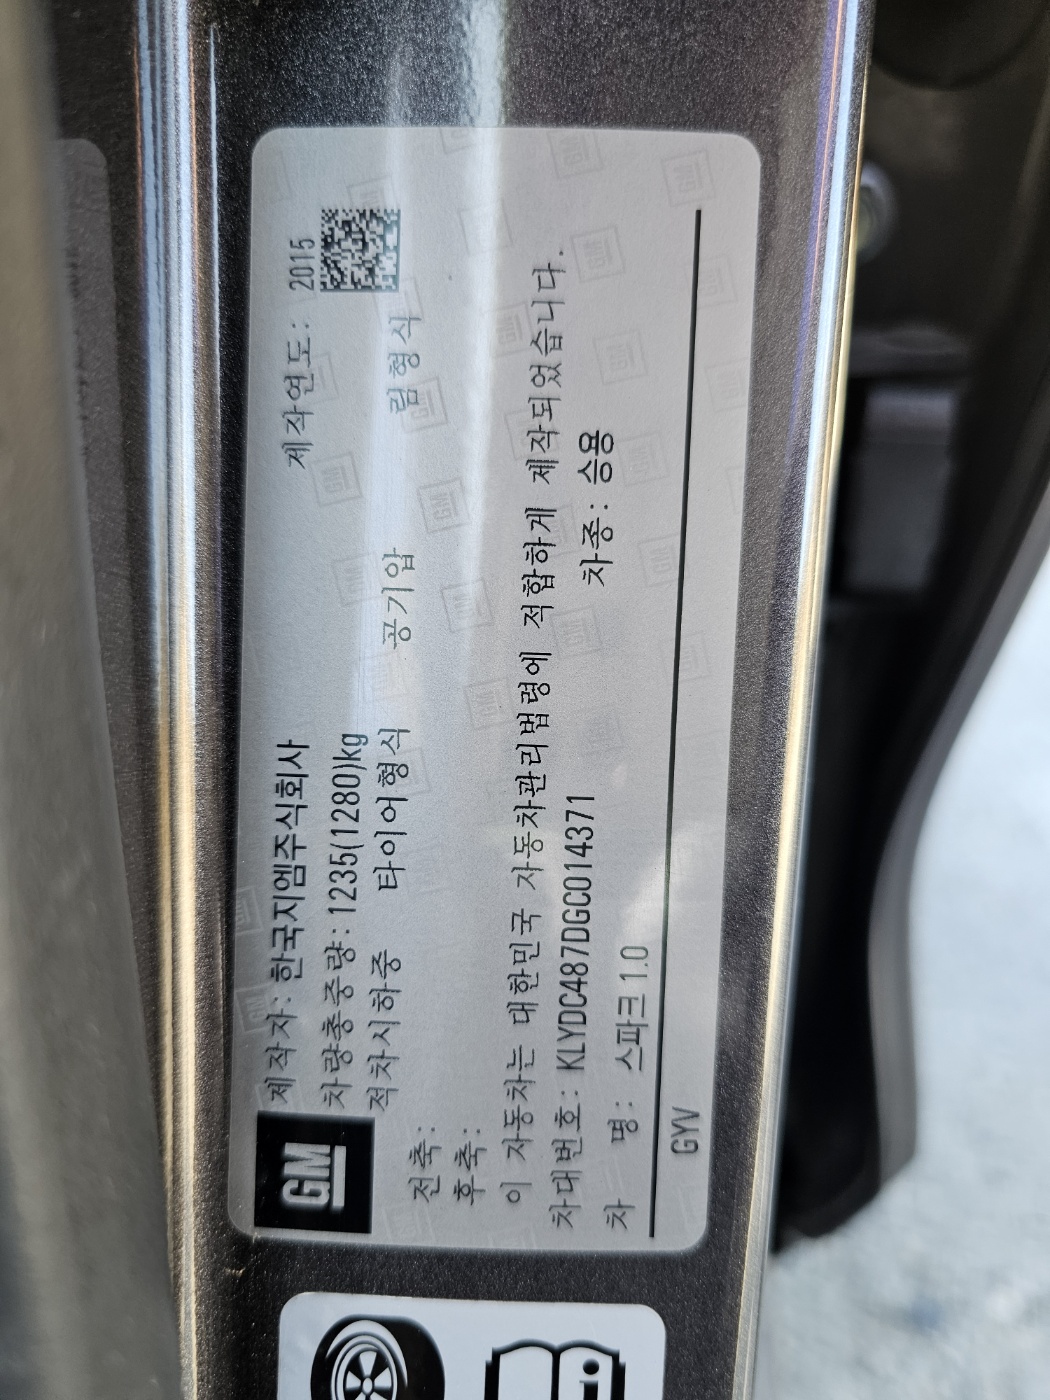 GM
제작자: 한국지엠주식회사 제작연도: 2015
차량총중량: 1235(1280)kg
적차시하중 타이어형식 공기압 림형식
전축:
후축:
이 자동차는 대한민국 자동차관리법령에 적합하게 제작되었습니다.
차대번호: KLYDC487DGC014371 차종: 승용
차 명: 스파크 1.0
GYV
i